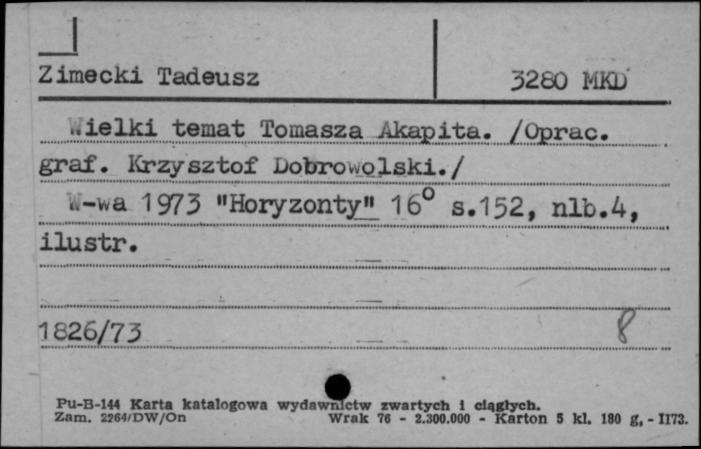 Zimecki Tadeusz 3280 MKD
Wielki temat Tomasza Akapita. /Oprac.
graf. Krzysztof Dobrowolski./
W-wa 1973 "Horyzonty" 16° s.152, nlb.4,
ilustr.
1826/73 8
Pu-B-144 Karta katalogowa wydawnictw zwartych i ciągłych.
Zam. 2264/DW/On Wrak 76 - 2.300.000 - Karton 5 kl. 180 g, - II73.